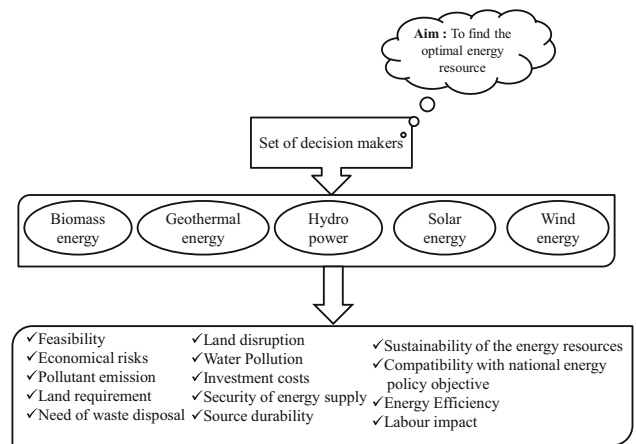 Aim : To find the
optimal energy
resource
Set of decision makers
Biomass
energy
Geothermal
energy
Hydro
power
Solar
energy
Wind
energy
✓Feasibility
✓Economical risks
✓Pollutant emission
✓Land requirement
✓Need of waste disposal
✓Land disruption
✓Water Pollution
✓Investment costs
✓Security of energy supply
✓Source durability
✓Sustainability of the energy resources
✓Compatibility with national energy
policy objective
✓Energy Efficiency
✓Labour impact